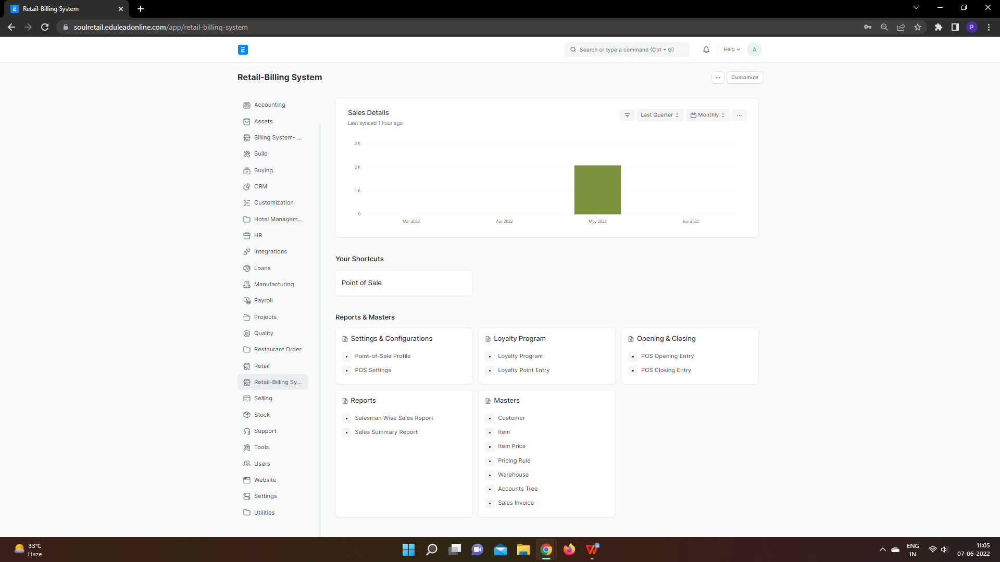 Retail-Billing System
soulretail.eduleadonline.com/app/retail-billing-system
P
Search or type a command (Ctrl + G)
Help
A
Retail-Billing System
...
Customize
Accounting
Assets
Billing System- ...
Build
Buying
CRM
Customization
Hotel Managem...
HR
Integrations
Loans
Manufacturing
Payroll
Projects
Quality
Restaurant Order
Retail
Retail-Billing Sy...
Selling
Stock
Support
Tools
Users
Website
Settings
Utilities
Sales Details
Last synced 1 hour ago
Last Quarter
Monthly
...
3 K
2 K
1 K
0
Mar 2022
Apr 2022
May 2022
Jun 2022
Your Shortcuts
Point of Sale
Reports & Masters
Settings & Configurations
Point-of-Sale Profile
POS Settings
Loyalty Program
Loyalty Program
Loyalty Point Entry
Opening & Closing
POS Opening Entry
POS Closing Entry
Reports
Salesman Wise Sales Report
Sales Summary Report
Masters
Customer
Item
Item Price
Pricing Rule
Warehouse
Accounts Tree
Sales Invoice
33°C
Haze
ENG
IN
11:05
07-06-2022